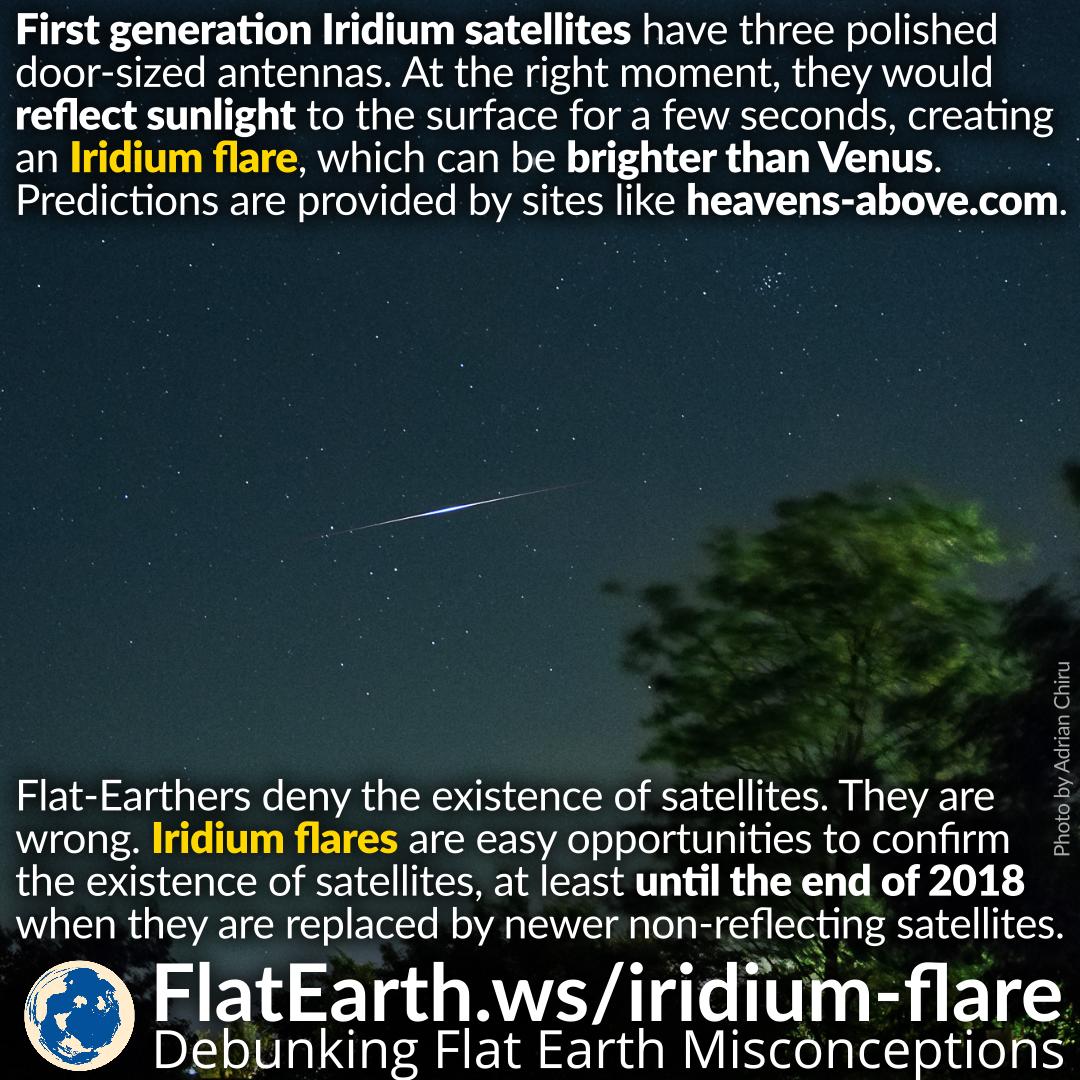 First generation Iridium satellites have three polished
door-sized antennas. At the right moment, they would
reflect sunlight to the surface for a few seconds, creating
an Iridium flare, which can be brighter than Venus.
Predictions are provided by sites like heavens-above.com.
Photo by Adrian Chiru
Flat-Earthers deny the existence of satellites. They are
wrong. Iridium flares are easy opportunities to confirm
the existence of satellites, at least until the end of 2018
when they are replaced by newer non-reflecting satellites.
FlatEarth.ws/iridium-flare
Debunking Flat Earth Misconceptions